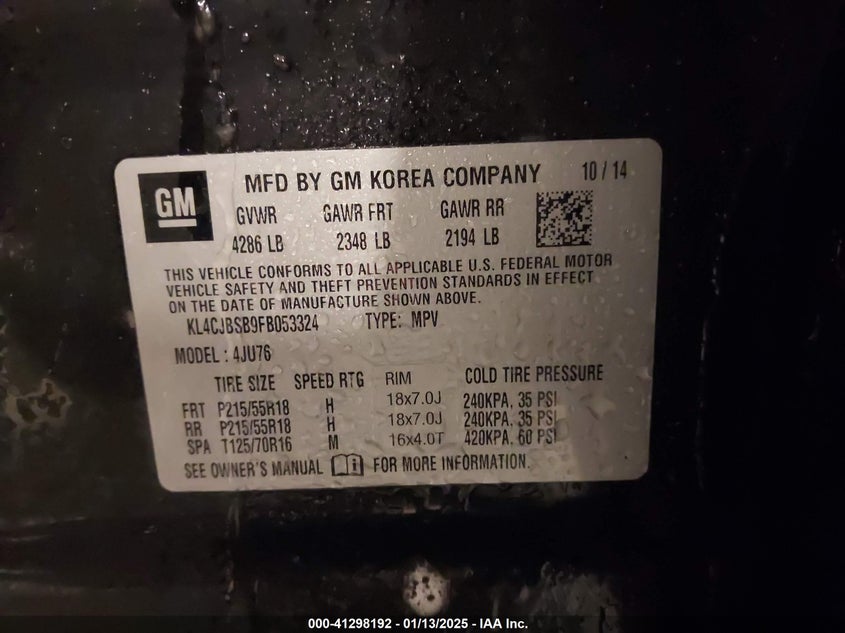 GM
MFD BY GM KOREA COMPANY 10 / 14
GVWR GAWR FRT GAWR RR
4286 LB 2348 LB 2194 LB
THIS VEHICLE CONFORMS TO ALL APPLICABLE U.S. FEDERAL MOTOR
VEHICLE SAFETY AND THEFT PREVENTION STANDARDS IN EFFECT
ON THE DATE OF MANUFACTURE SHOWN ABOVE.
KL4CJBSB9FB053324 TYPE: MPV
MODEL : 4JU76
TIRE SIZE SPEED RTG RIM COLD TIRE PRESSURE
FRT P215/55R18 H 18x7.0J 240KPA, 35 PSI
RR P215/55R18 H 18x7.0J 240KPA, 35 PSI
SPA T125/70R16 M 16x4.0T 420KPA, 60 PSI
SEE OWNER'S MANUAL FOR MORE INFORMATION.
000-41298192 - 01/13/2025 - IAA Inc.